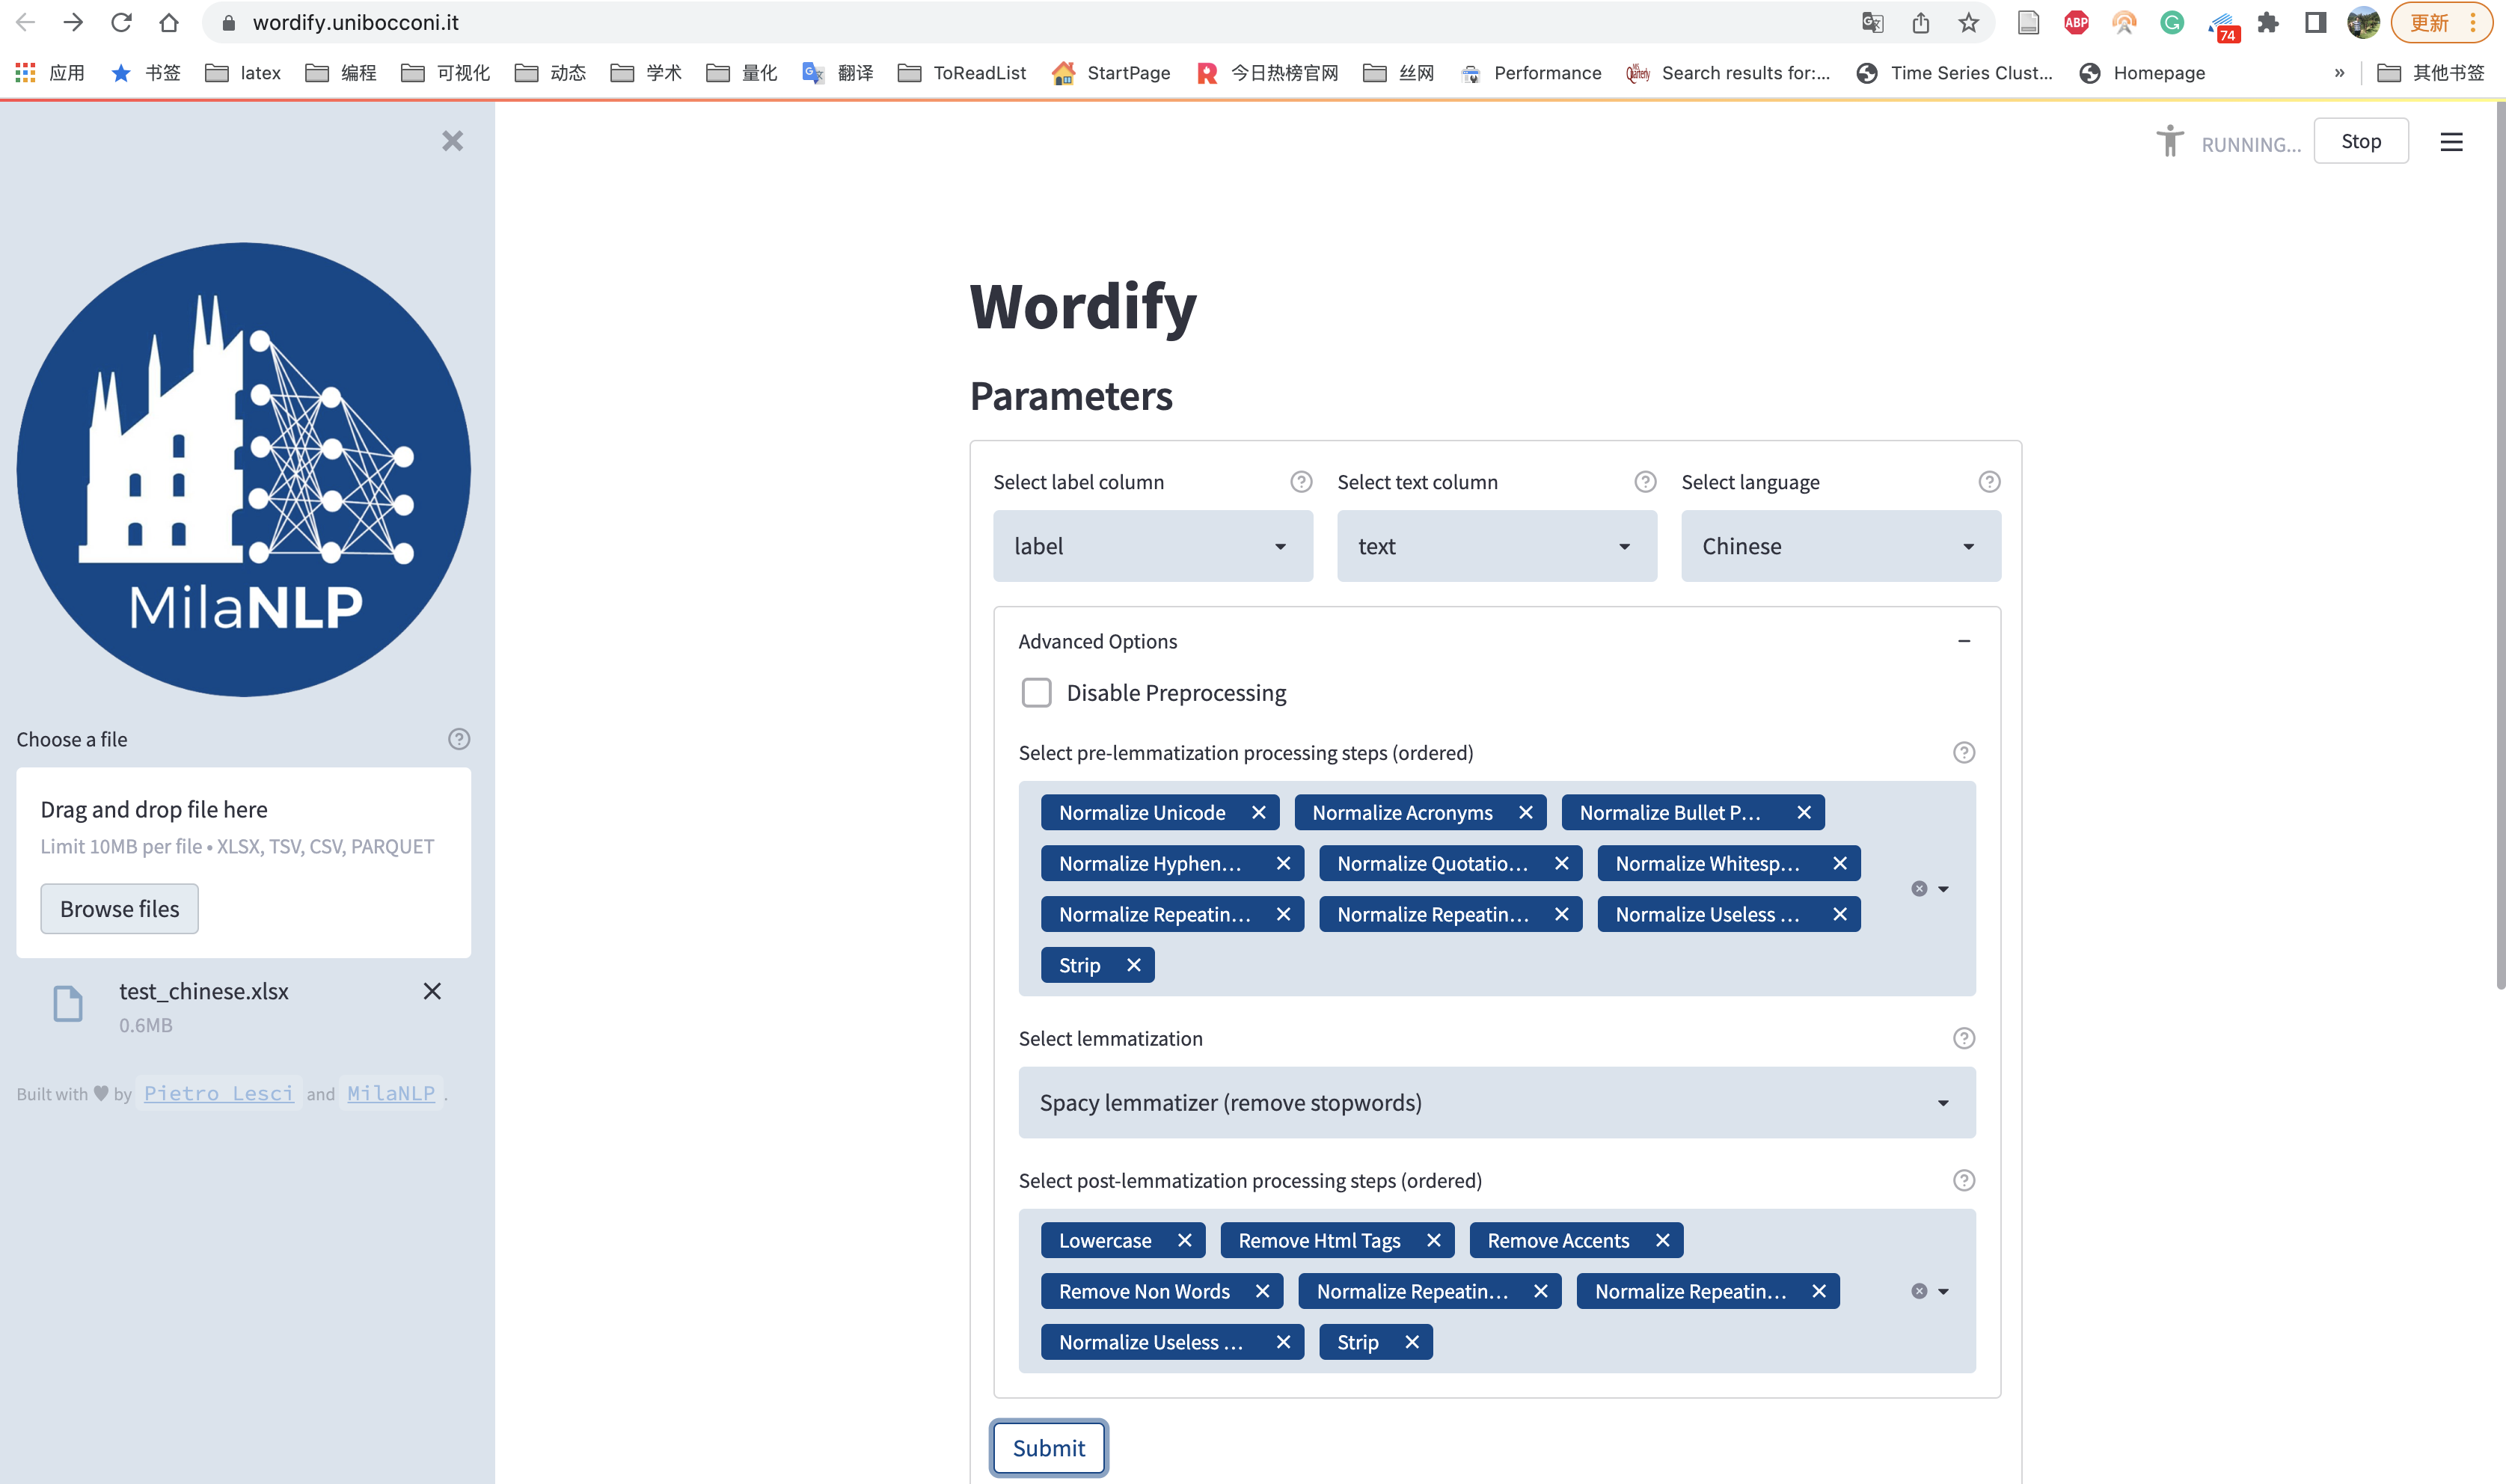 wordify.unibocconi.it
ABP
74
更新
应用 书签 latex 编程 可视化 动态 学术 量化 翻译 ToReadList StartPage 今日热榜官网 丝网 Performance Search results for:... Time Series Clust... Homepage » 其他书签
RUNNING...
Stop
MilaNLP
Choose a file
Drag and drop file here
Limit 10MB per file • XLSX, TSV, CSV, PARQUET
Browse files
test_chinese.xlsx
0.6MB
Built with ♥ by Pietro Lesci and MilaNLP .
Wordify
Parameters
Select label column Select text column Select language
label text Chinese
Advanced Options
Disable Preprocessing
Select pre-lemmatization processing steps (ordered)
Normalize Unicode Normalize Acronyms Normalize Bullet P...
Normalize Hyphen... Normalize Quotatio... Normalize Whitesp...
Normalize Repeatin... Normalize Repeatin... Normalize Useless ...
Strip
Select lemmatization
Spacy lemmatizer (remove stopwords)
Select post-lemmatization processing steps (ordered)
Lowercase Remove Html Tags Remove Accents
Remove Non Words Normalize Repeatin... Normalize Repeatin...
Normalize Useless ... Strip
Submit